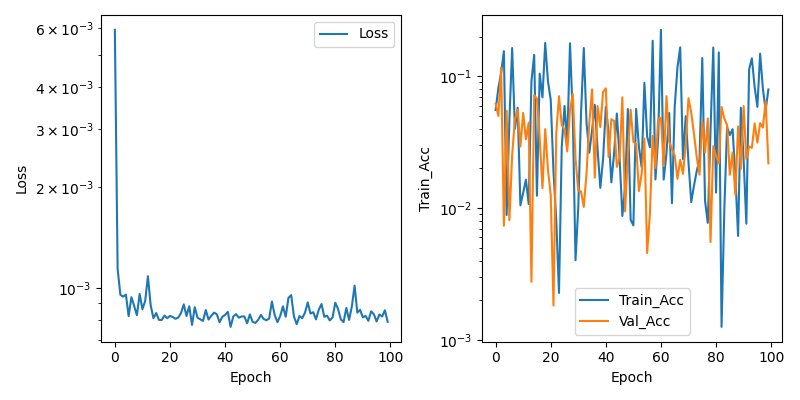 6 × 10⁻³
4 × 10⁻³
3 × 10⁻³
2 × 10⁻³
10⁻³
Loss
Loss
0 20 40 60 80 100
Epoch
10⁻¹
10⁻²
10⁻³
Train_Acc
Train_Acc
Val_Acc
0 20 40 60 80 100
Epoch